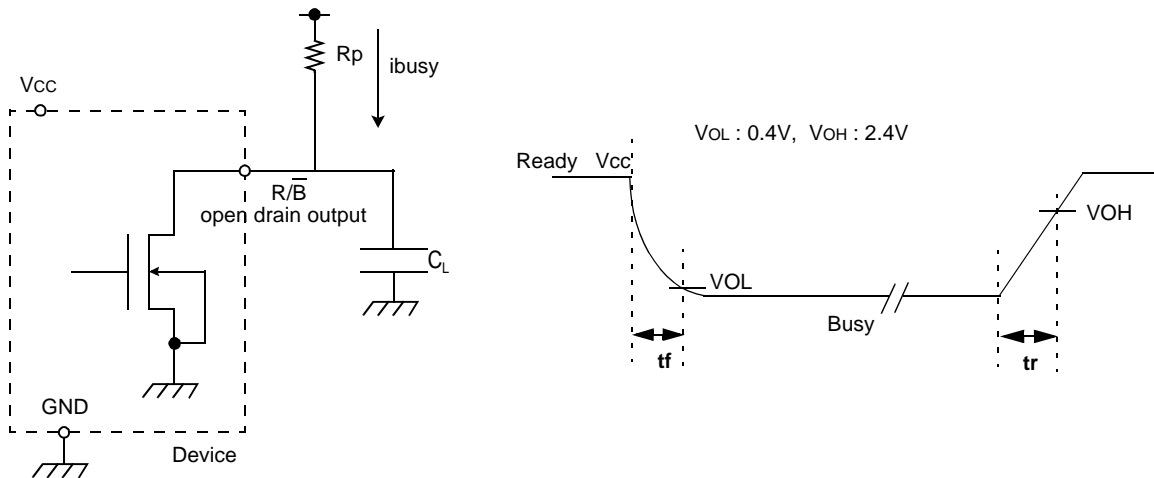 Rp
ibusy
VCC
R/B̅
open drain output
CL
GND
Device
VOL : 0.4V, VOH : 2.4V
Ready Vcc
VOH
VOL
Busy
tf
tr